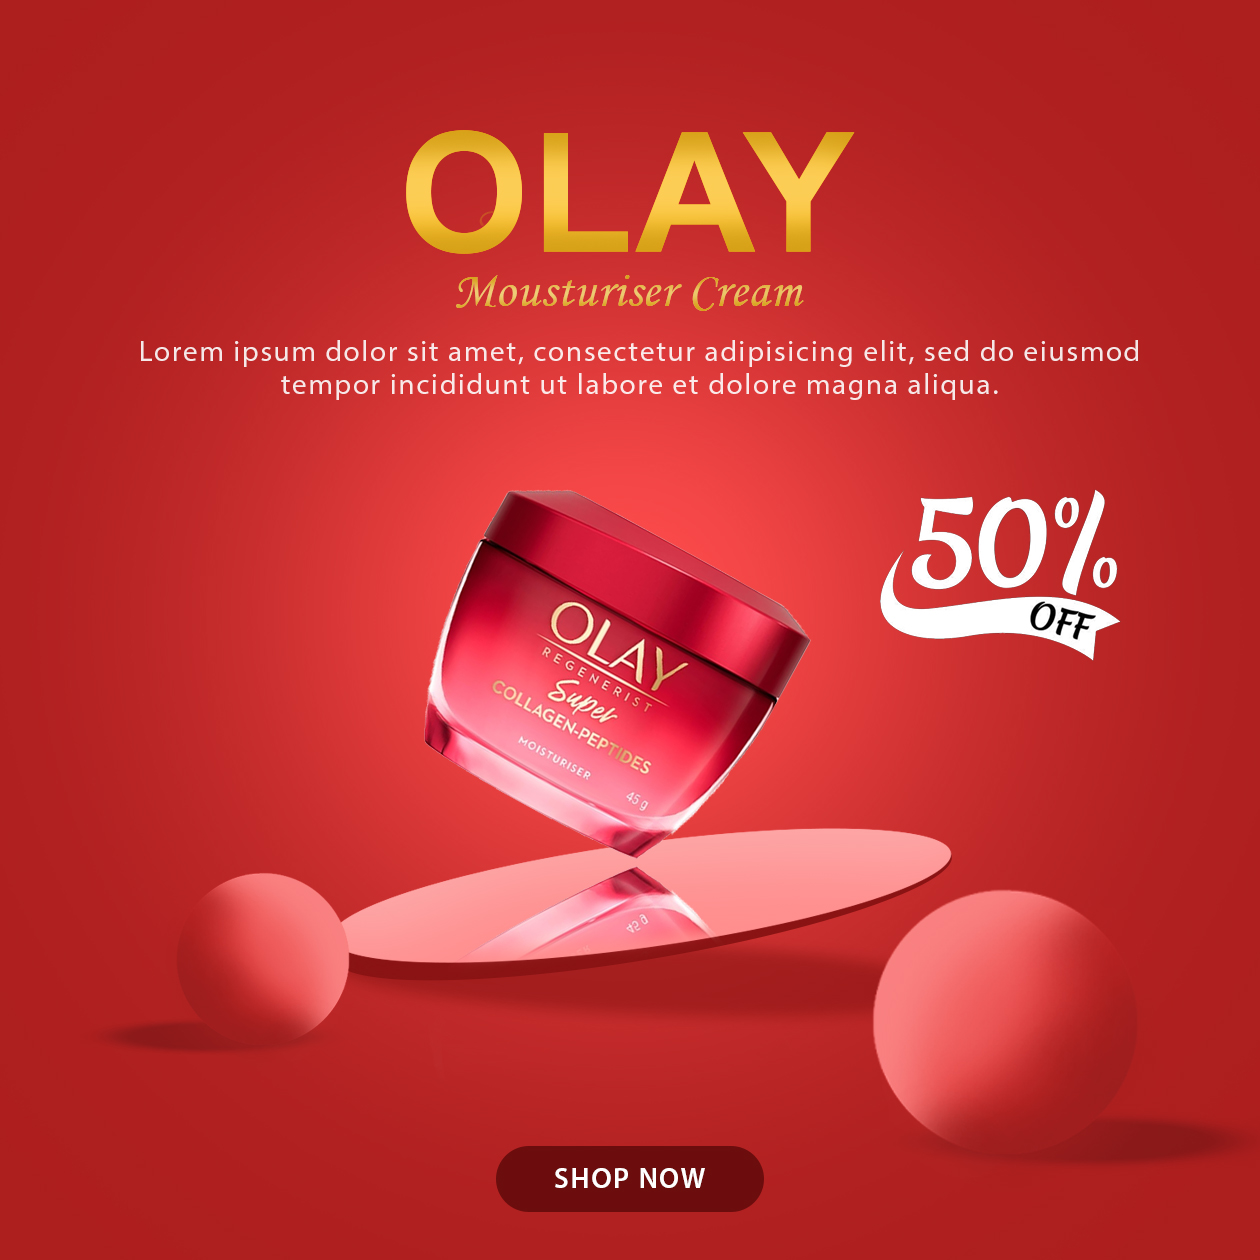 OLAY
Mousturiser Cream
Lorem ipsum dolor sit amet, consectetur adipisicing elit, sed do eiusmod
tempor incididunt ut labore et dolore magna aliqua.
50%
OFF
OLAY
REGENERIST
Super
COLLAGEN-PEPTIDES
MOISTURISER
45 g
45 g
SHOP NOW